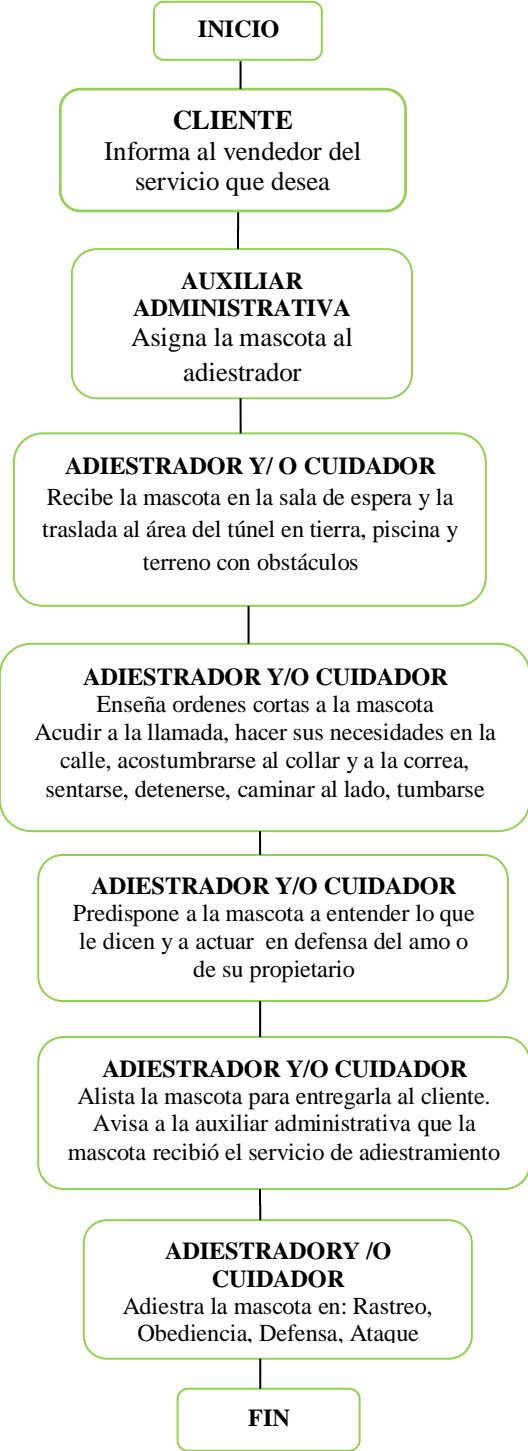 INICIO
CLIENTE
Informa al vendedor del
servicio que desea
AUXILIAR
ADMINISTRATIVA
Asigna la mascota al
adiestrador
ADIESTRADOR Y/ O CUIDADOR
Recibe la mascota en la sala de espera y la
traslada al área del túnel en tierra, piscina y
terreno con obstáculos
ADIESTRADOR Y/O CUIDADOR
Enseña ordenes cortas a la mascota
Acudir a la llamada, hacer sus necesidades en la
calle, acostumbrarse al collar y a la correa,
sentarse, detenerse, caminar al lado, tumbarse
ADIESTRADOR Y/O CUIDADOR
Predispone a la mascota a entender lo que
le dicen y a actuar en defensa del amo o
de su propietario
ADIESTRADOR Y/O CUIDADOR
Alista la mascota para entregarla al cliente.
Avisa a la auxiliar administrativa que la
mascota recibió el servicio de adiestramiento
ADIESTRADORY /O
CUIDADOR
Adiestra la mascota en: Rastreo,
Obediencia, Defensa, Ataque
FIN